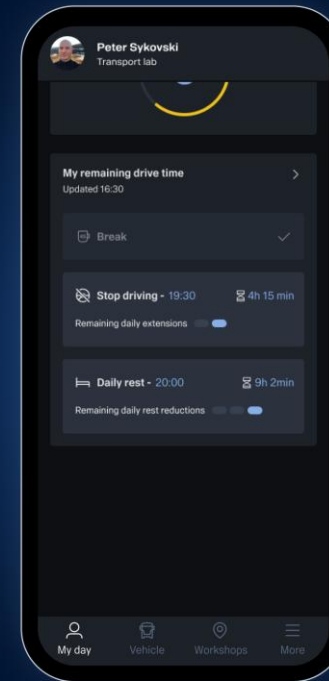 Peter Sykovski
Transport lab
My remaining drive time
Updated 16:30
Break
Stop driving - 19:30 4h 15 min
Remaining daily extensions
Daily rest - 20:00 9h 2min
Remaining daily rest reductions
My day Vehicle Workshops More